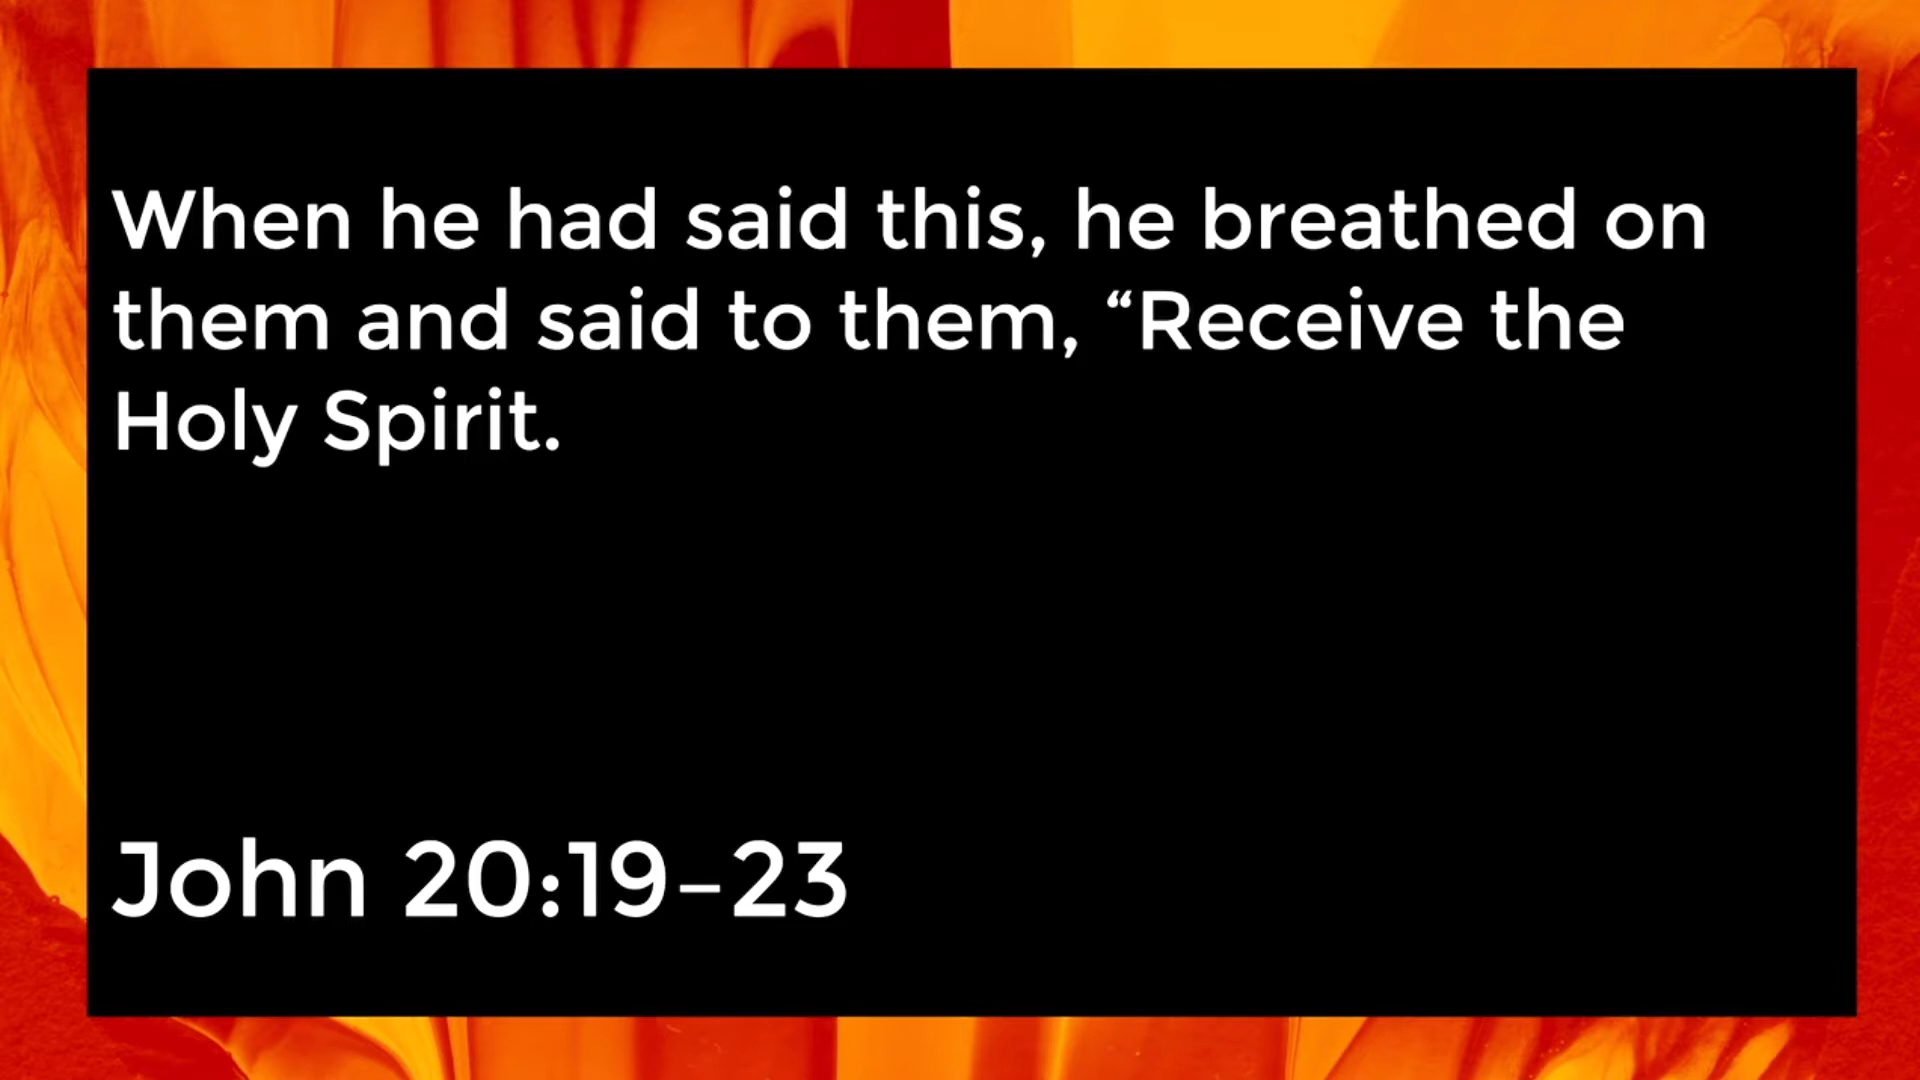 When he had said this, he breathed on
them and said to them, “Receive the
Holy Spirit.
John 20:19–23